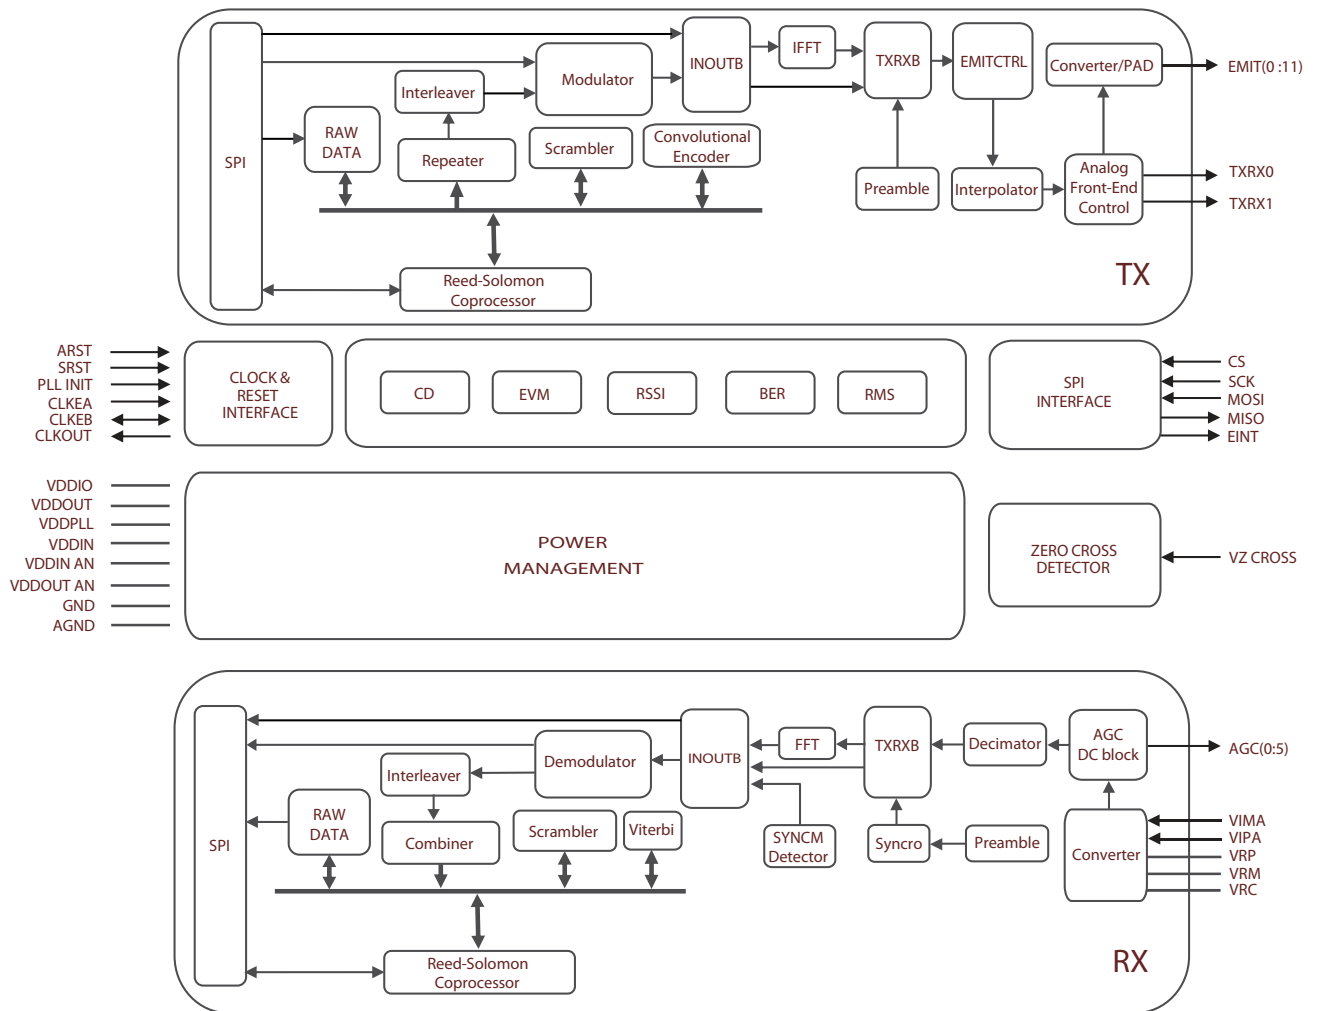 SPI
RAW
DATA
Interleaver
Repeater
Modulator
Scrambler
Convolutional
Encoder
INOUTB
IFFT
TXRXB
EMITCTRL
Converter/PAD
EMIT(0 :11)
Preamble
Interpolator
Analog
Front-End
Control
TXRX0
TXRX1
Reed-Solomon
Coprocessor
TX
ARST
SRST
PLL INIT
CLKEA
CLKEB
CLKOUT
CLOCK &
RESET
INTERFACE
CD
EVM
RSSI
BER
RMS
SPI
INTERFACE
CS
SCK
MOSI
MISO
EINT
VDDIO
VDDOUT
VDDPLL
VDDIN
VDDIN AN
VDDOUT AN
GND
AGND
POWER
MANAGEMENT
ZERO CROSS
DETECTOR
VZ CROSS
SPI
RAW
DATA
Interleaver
Combiner
Demodulator
Scrambler
Viterbi
INOUTB
FFT
TXRXB
Decimator
AGC
DC block
AGC(0:5)
SYNCM
Detector
Syncro
Preamble
Converter
VIMA
VIPA
VRP
VRM
VRC
Reed-Solomon
Coprocessor
RX